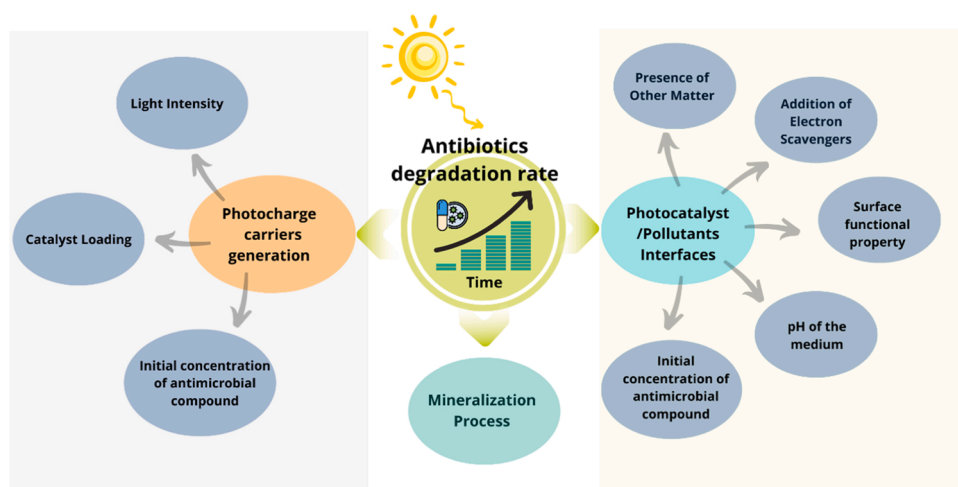 Light Intensity
Catalyst Loading
Photocharge
carriers
generation
Initial concentration
of antimicrobial
compound
Antibiotics
degradation rate
Time
Mineralization
Process
Photocatalyst
/Pollutants
Interfaces
Presence of
Other Matter
Addition of
Electron
Scavengers
Surface
functional
property
pH of the
medium
Initial
concentration of
antimicrobial
compound